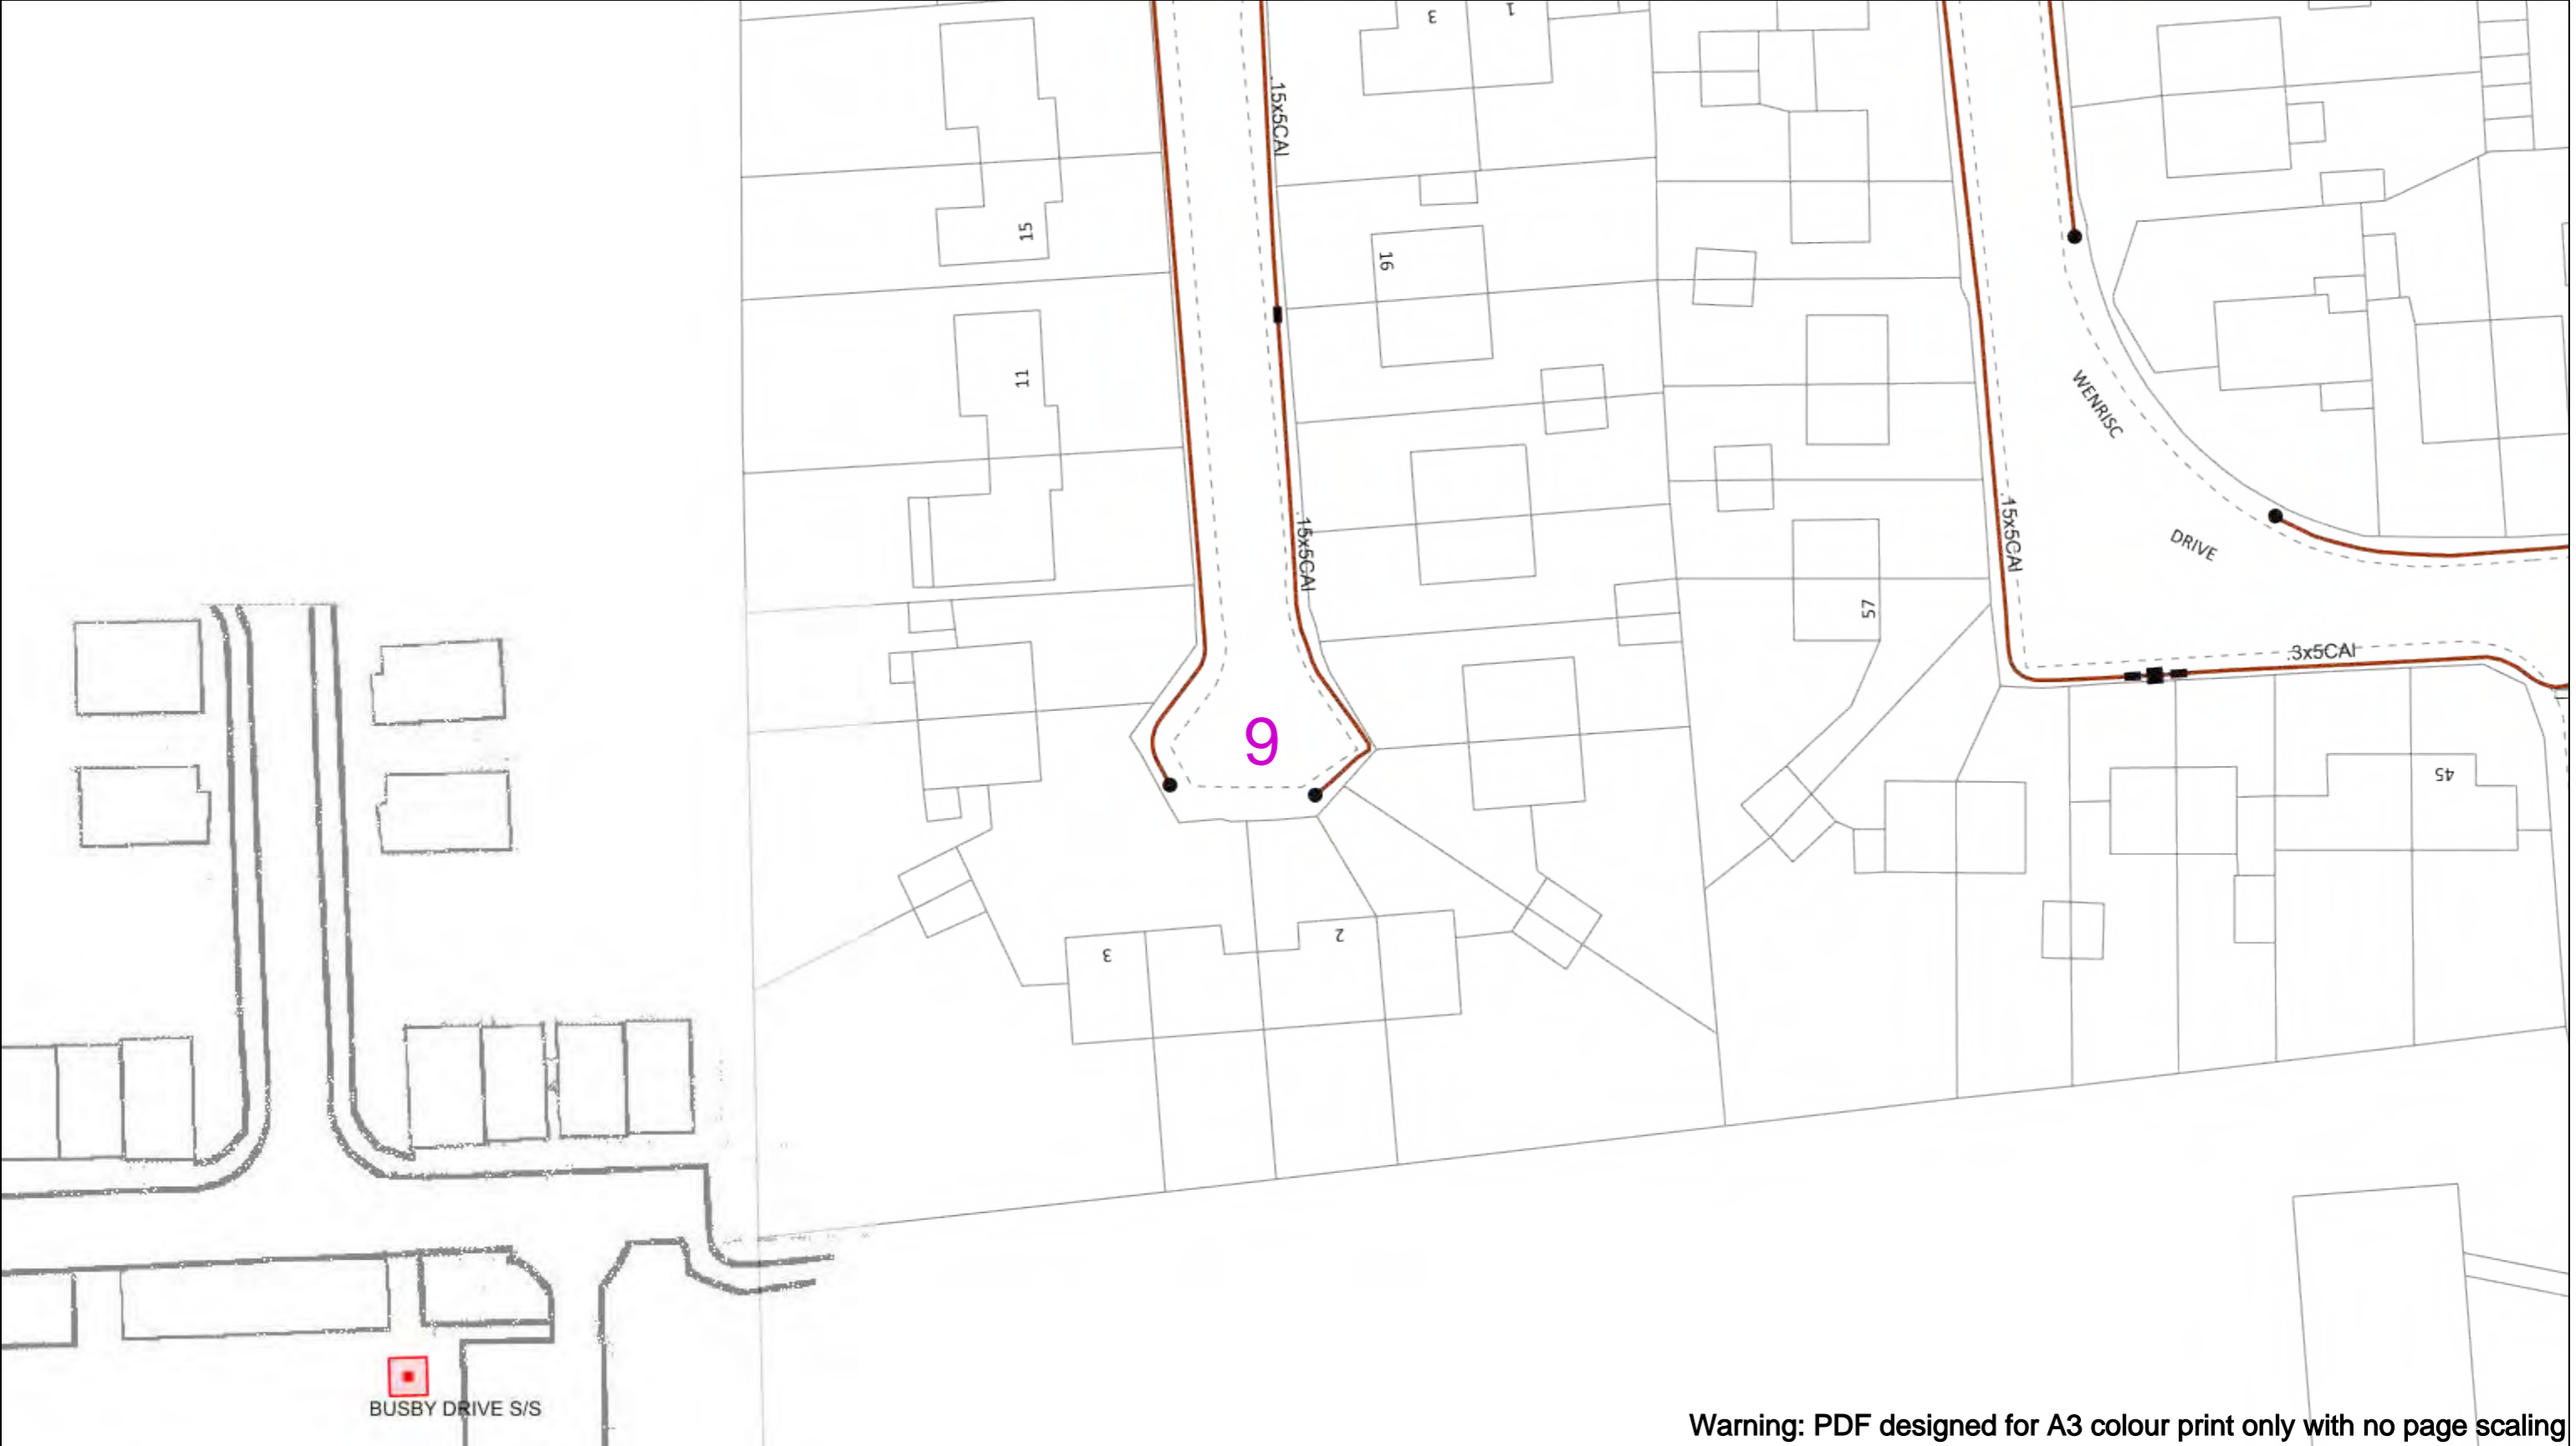 3
1
.15x5CAI
15
16
11
WENRISC
DRIVE
.15x5CAI
.15x5CAI
57
.3x5CAI
9
45
3
2
BUSBY DRIVE S/S
Warning: PDF designed for A3 colour print only with no page scaling